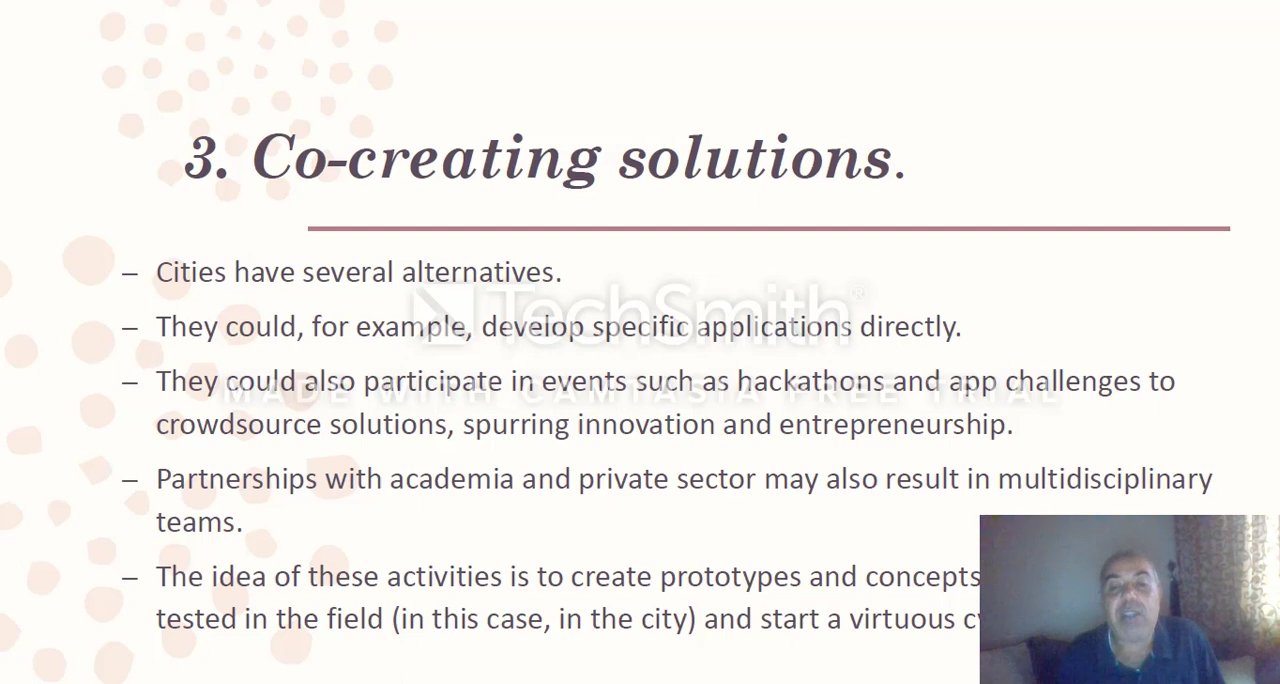 3. Co-creating solutions.
– Cities have several alternatives.
TechSmith®
– They could, for example, develop specific applications directly.
– They could also participate in events such as hackathons and app challenges to
MADE WITH CAMTASIA FREE TRIAL
crowdsource solutions, spurring innovation and entrepreneurship.
– Partnerships with academia and private sector may also result in multidisciplinary
teams.
– The idea of these activities is to create prototypes and concepts
tested in the field (in this case, in the city) and start a virtuous